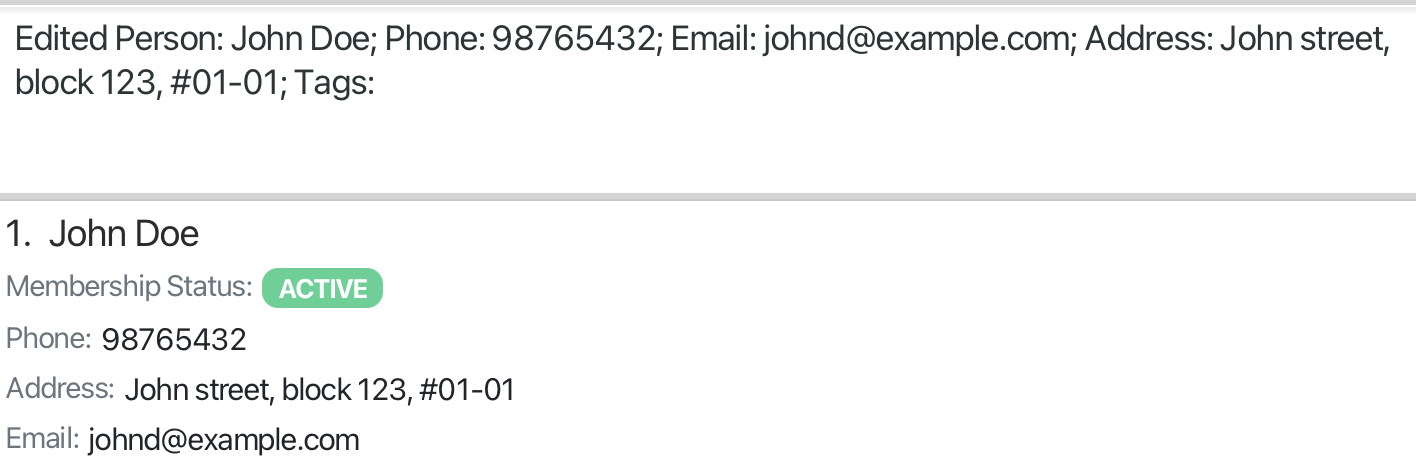 Edited Person: John Doe; Phone: 98765432; Email: johnd@example.com; Address: John street,
block 123, #01-01; Tags:
1. John Doe
Membership Status: ACTIVE
Phone: 98765432
Address: John street, block 123, #01-01
Email: johnd@example.com